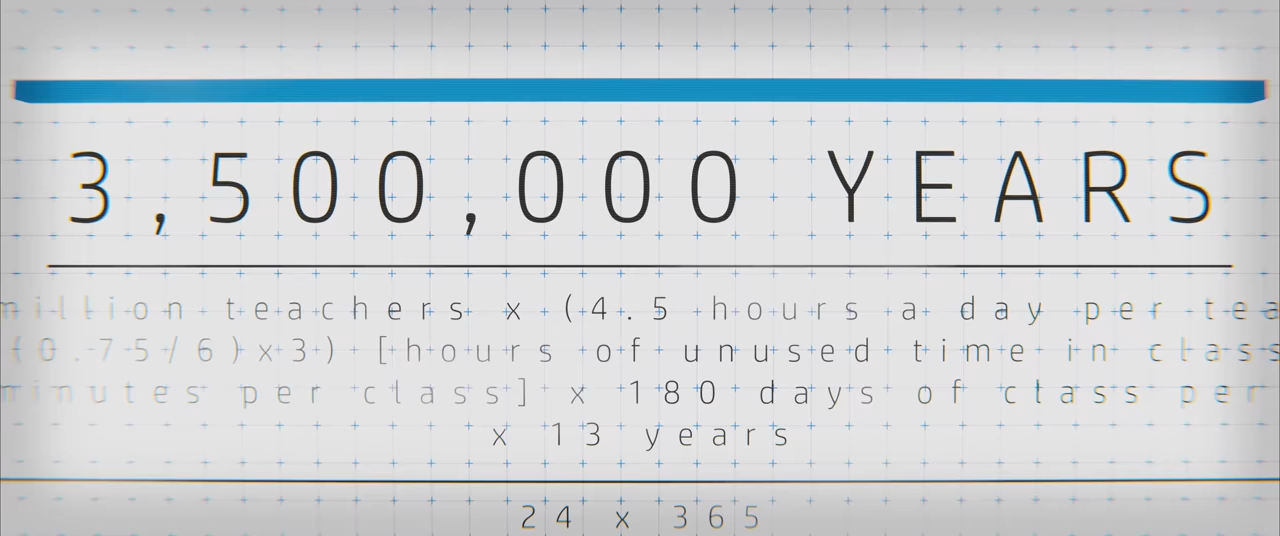 3,500,000 YEARS
million teachers x (4.5 hours a day per
(0.75/6)x3) [hours of unused time in class
minutes per class] x 180 days of class per
x 13 years
24 x 365